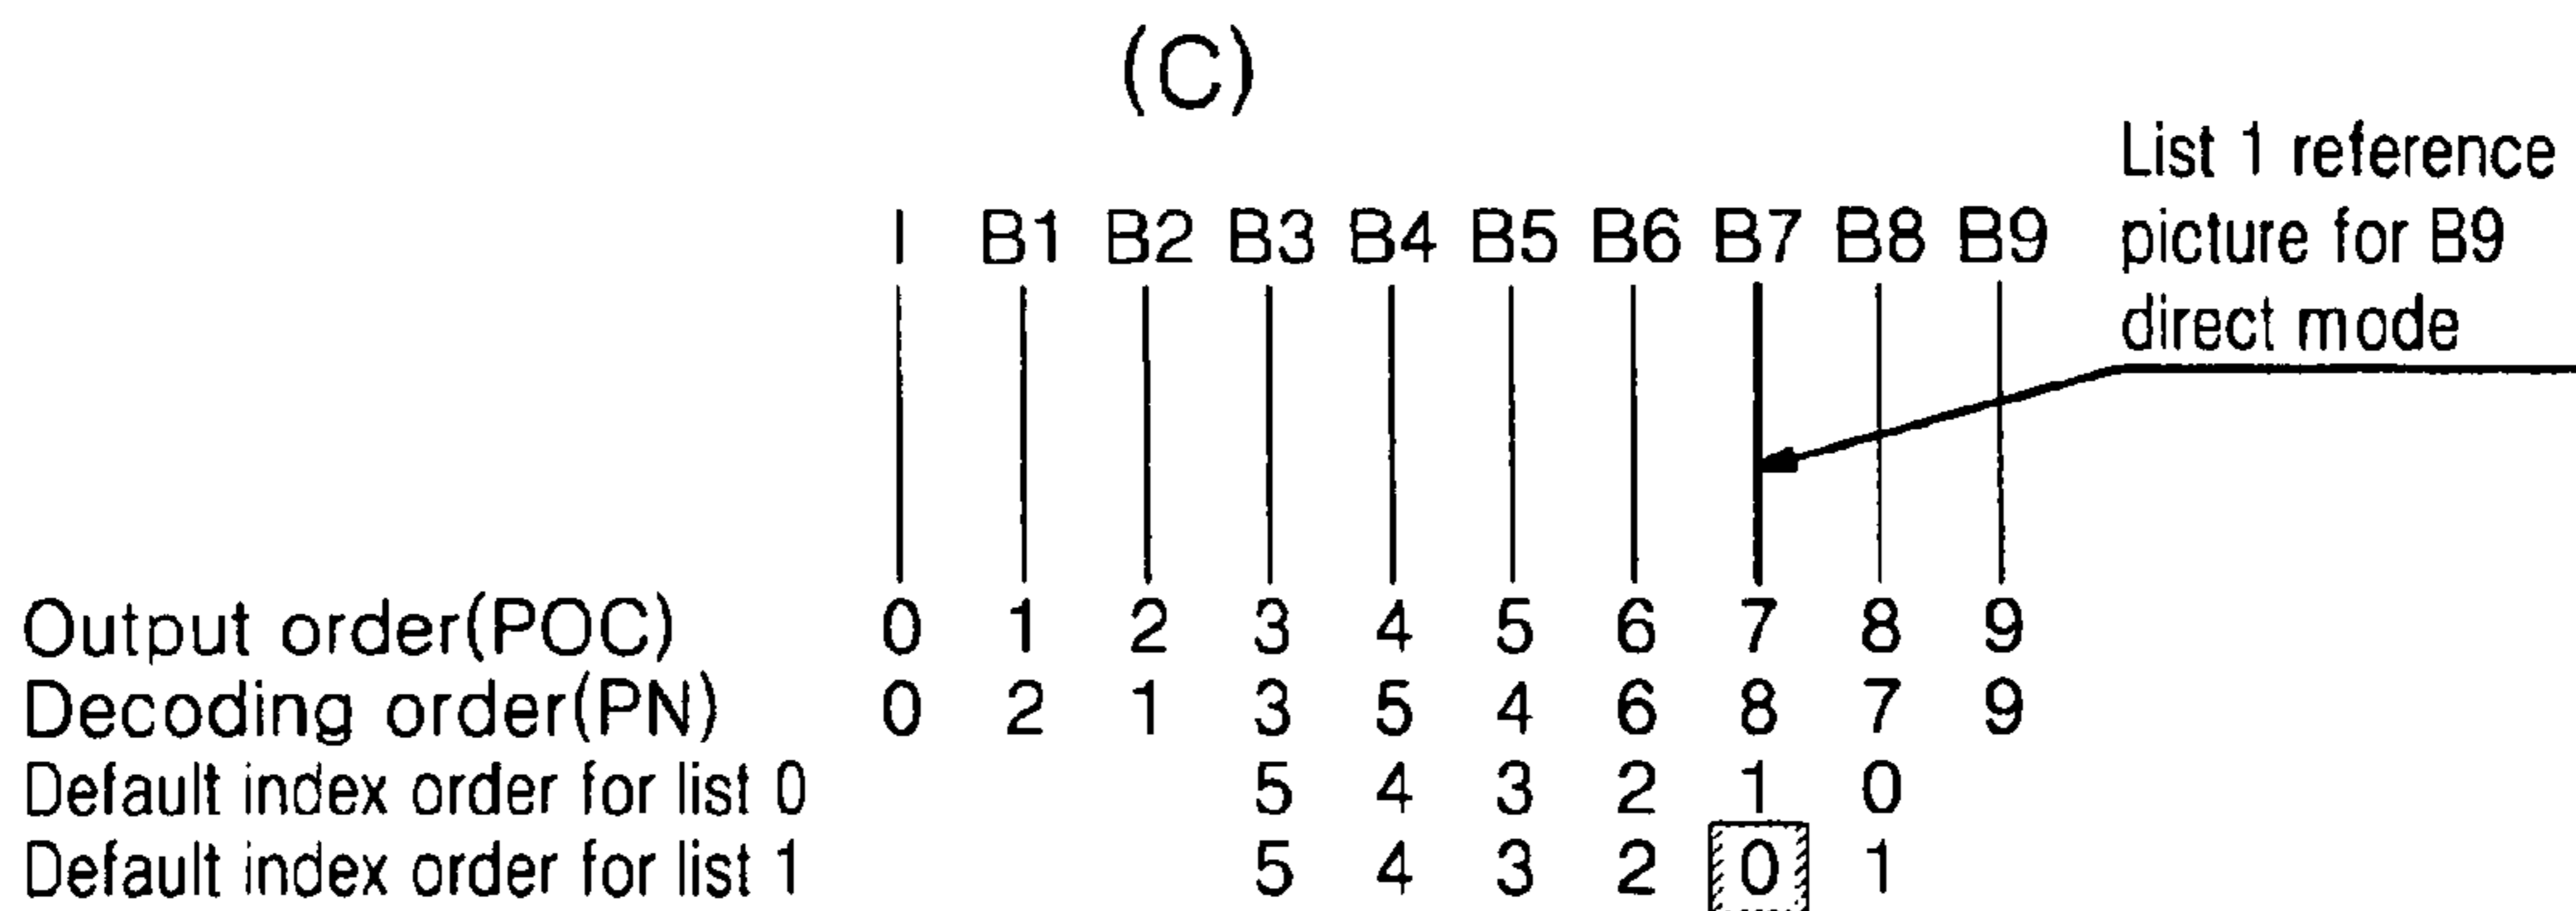 (C)
List 1 reference
picture for B9
direct mode
I B1 B2 B3 B4 B5 B6 B7 B8 B9
Output order(POC) 0 1 2 3 4 5 6 7 8 9
Decoding order(PN) 0 2 1 3 5 4 6 8 7 9
Default index order for list 0 5 4 3 2 1 0
Default index order for list 1 5 4 3 2 0 1